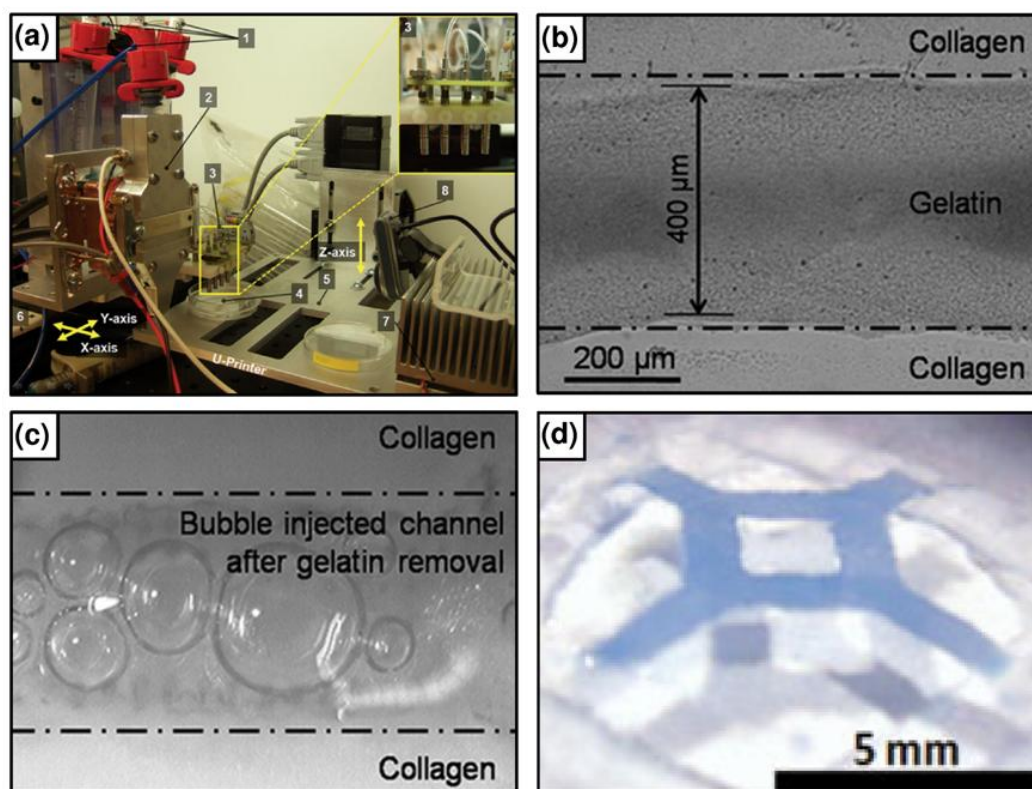 (a)
1
2
3
3
8
Z-axis
4
5
6
Y-axis
X-axis
7
U-Printer
(b)
Collagen
400 µm
Gelatin
200 µm
Collagen
(c)
Collagen
Bubble injected channel
after gelatin removal
Collagen
(d)
5 mm